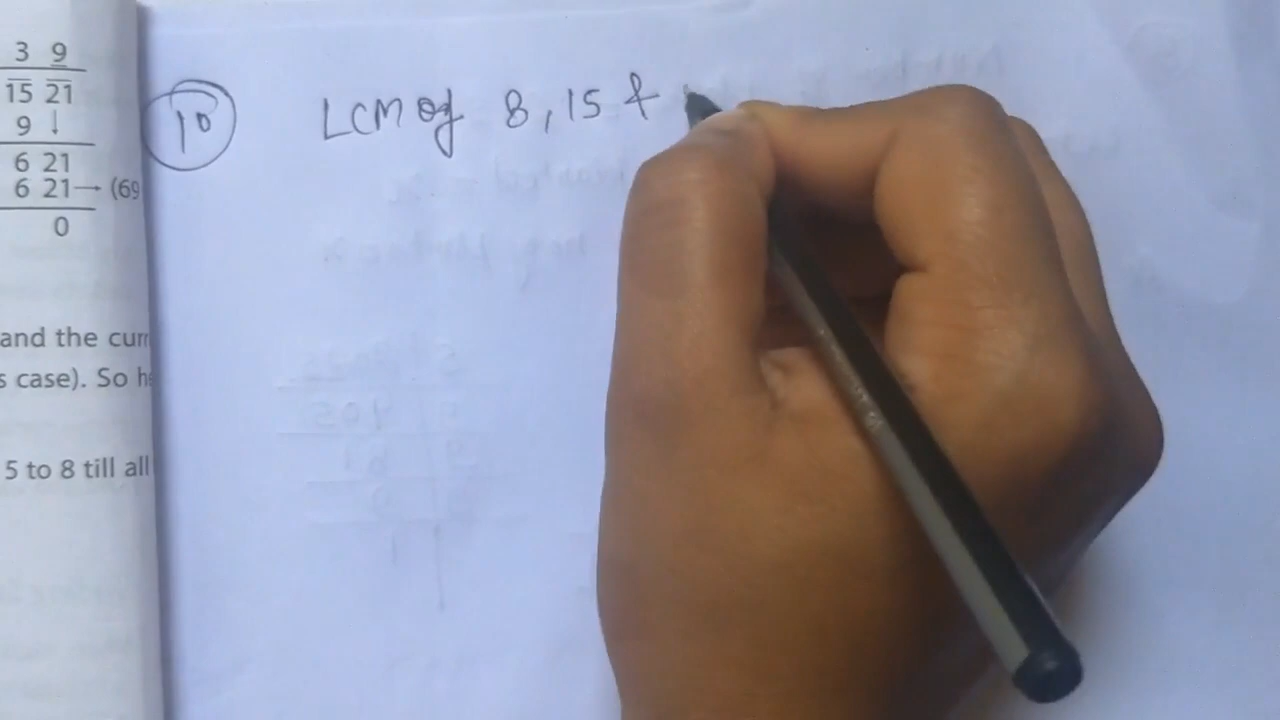 3 9
15 21
9 ↓
6 21
6 21→ (69
0
and the curr
s case). So he
5 to 8 till all
10 LCM of 8, 15 &